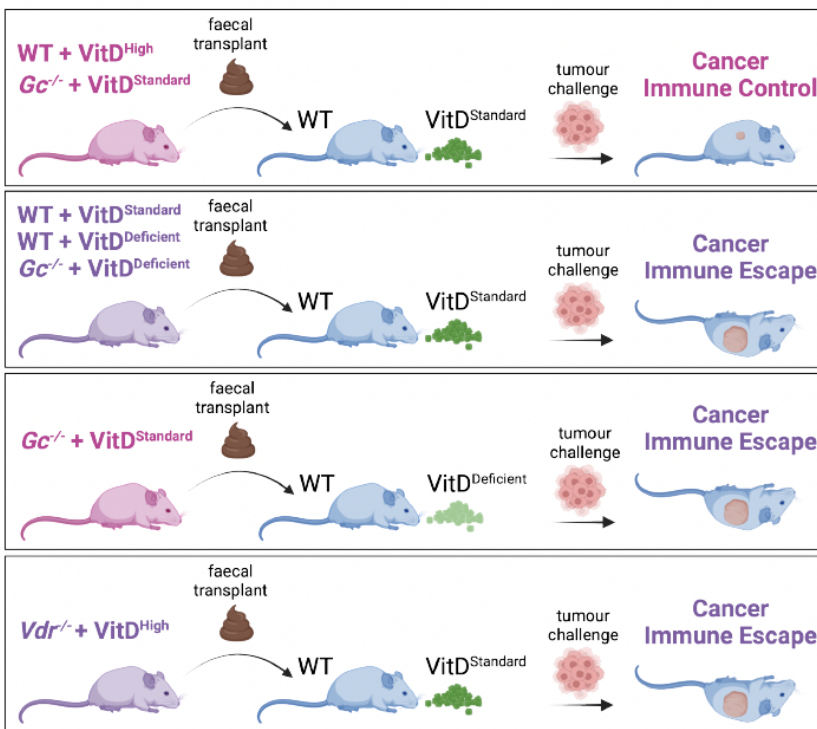 faecal
transplant
WT + VitD^High
Gc^-/- + VitD^Standard
WT
VitD^Standard
tumour
challenge
Cancer
Immune Control
WT + VitD^Standard
WT + VitD^Deficient
Gc^-/- + VitD^Deficient
faecal
transplant
WT
VitD^Standard
tumour
challenge
Cancer
Immune Escape
Gc^-/- + VitD^Standard
faecal
transplant
WT
VitD^Deficient
tumour
challenge
Cancer
Immune Escape
Vdr^-/- + VitD^High
faecal
transplant
WT
VitD^Standard
tumour
challenge
Cancer
Immune Escape